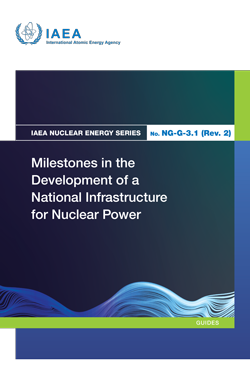 IAEA
International Atomic Energy Agency
IAEA NUCLEAR ENERGY SERIES No. NG-G-3.1 (Rev. 2)
Milestones in the
Development of a
National Infrastructure
for Nuclear Power
GUIDES